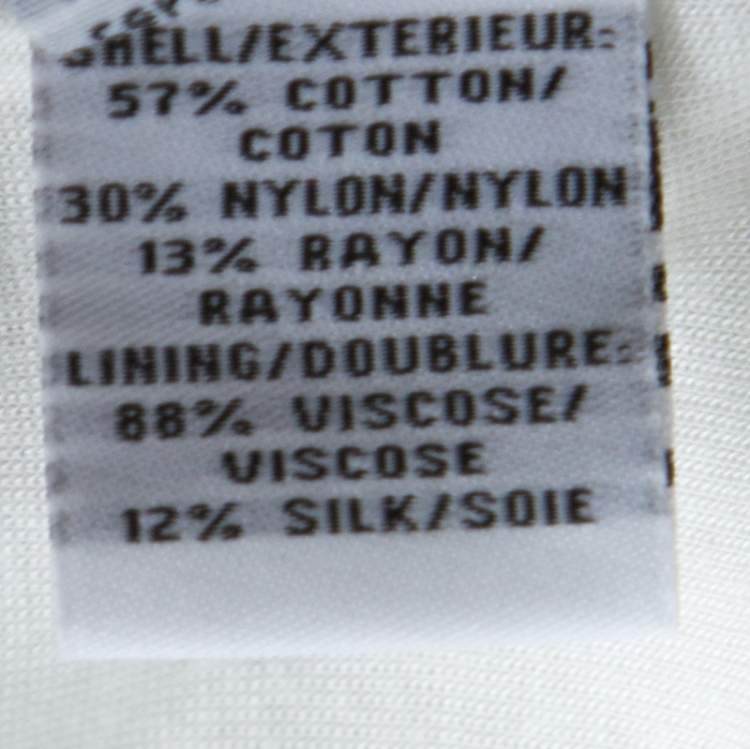 SHELL/EXTERIEUR:
57% COTTON/
COTON
30% NYLON/NYLON
13% RAYON/
RAYONNE
LINING/DOUBLURE:
88% VISCOSE/
VISCOSE
12% SILK/SOIE